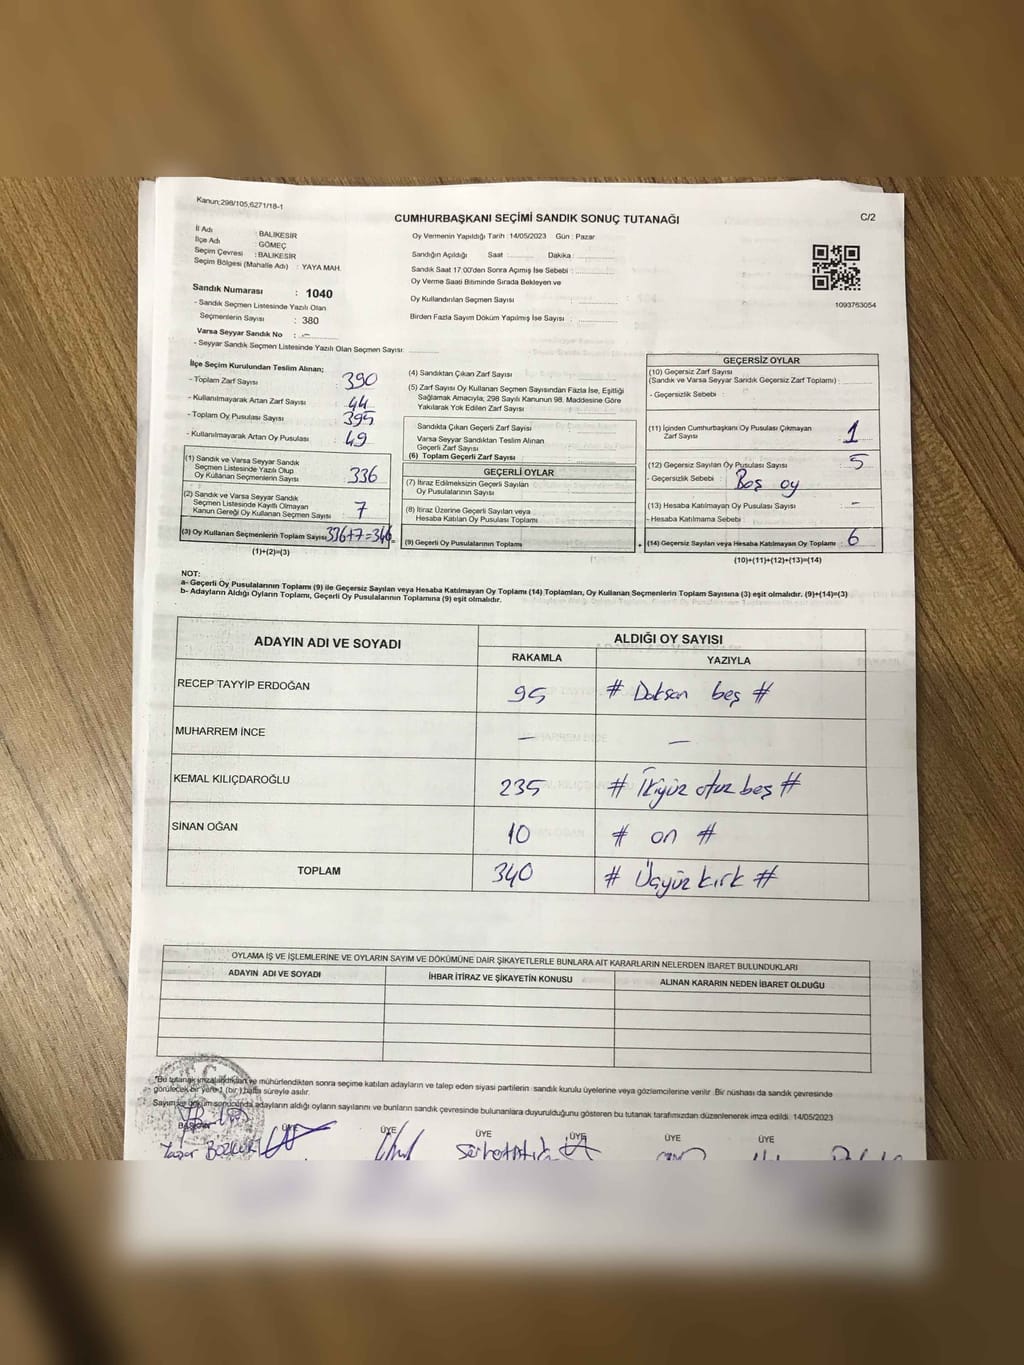 Kanun;298/105,6271/18-1
CUMHURBAŞKANI SEÇİMİ SANDIK SONUÇ TUTANAĞI
C/2
İl Adı : BALIKESİR
İlçe Adı : GÖMEÇ
Seçim Çevresi : BALIKESİR
Seçim Bölgesi (Mahalle Adı) : YAYA MAH.
Sandık Numarası : 1040
- Sandık Seçmen Listesinde Yazılı Olan
Seçmenlerin Sayısı : 380
Varsa Seyyar Sandık No : -
- Seyyar Sandık Seçmen Listesinde Yazılı Olan Seçmen Sayısı:
Oy Vermenin Yapıldığı Tarih : 14/05/2023 Gün : Pazar
Sandığın Açıldığı Saat : Dakika :
Sandık Saat 17:00'den Sonra Açılmış İse Sebebi :
Oy Verme Saati Bitiminde Sırada Bekleyen ve
Oy Kullandırılan Seçmen Sayısı :
Birden Fazla Sayım Döküm Yapılmış İse Sayısı :
1093763054
İlçe Seçim Kurulundan Teslim Alınan;
- Toplam Zarf Sayısı : 390
- Kullanılmayarak Artan Zarf Sayısı : 44
- Toplam Oy Pusulası Sayısı : 395
- Kullanılmayarak Artan Oy Pusulası : 49
(1) Sandık ve Varsa Seyyar Sandık
Seçmen Listesinde Yazılı Olup
Oy Kullanan Seçmenlerin Sayısı : 336
(2) Sandık ve Varsa Seyyar Sandık
Seçmen Listesinde Kayıtlı Olmayan
Kanun Gereği Oy Kullanan Seçmen Sayısı : 7
(3) Oy Kullanan Seçmenlerin Toplam Sayısı 336+7=346
(1)+(2)=(3)
(4) Sandıktan Çıkan Zarf Sayısı :
(5) Zarf Sayısı Oy Kullanan Seçmen Sayısından Fazla İse, Eşitliği
Sağlamak Amacıyla; 298 Sayılı Kanunun 98. Maddesine Göre
Yakılarak Yok Edilen Zarf Sayısı :
Sandıkta Çıkan Geçerli Zarf Sayısı :
Varsa Seyyar Sandıktan Teslim Alınan
Geçerli Zarf Sayısı :
(6) Toplam Geçerli Zarf Sayısı :
GEÇERLİ OYLAR
(7) İtiraz Edilmeksizin Geçerli Sayılan
Oy Pusulalarının Sayısı :
(8) İtiraz Üzerine Geçerli Sayılan veya
Hesaba Katılan Oy Pusulası Toplamı :
(9) Geçerli Oy Pusulalarının Toplamı :
GEÇERSİZ OYLAR
(10) Geçersiz Zarf Sayısı
(Sandık ve Varsa Seyyar Sandık Geçersiz Zarf Toplamı) :
- Geçersizlik Sebebi :
(11) İçinden Cumhurbaşkanı Oy Pusulası Çıkmayan
Zarf Sayısı : 1
(12) Geçersiz Sayılan Oy Pusulası Sayısı : 5
- Geçersizlik Sebebi : Boş oy
(13) Hesaba Katılmayan Oy Pusulası Sayısı : -
- Hesaba Katılmama Sebebi :
+ (14) Geçersiz Sayılan veya Hesaba Katılmayan Oy Toplamı : 6
(10)+(11)+(12)+(13)=(14)
NOT:
a- Geçerli Oy Pusulalarının Toplamı (9) ile Geçersiz Sayılan veya Hesaba Katılmayan Oy Toplamı (14) Toplamları, Oy Kullanan Seçmenlerin Toplam Sayısına (3) eşit olmalıdır. (9)+(14)=(3)
b- Adayların Aldığı Oyların Toplamı, Geçerli Oy Pusulalarının Toplamına (9) eşit olmalıdır.
ADAYIN ADI VE SOYADI ALDIĞI OY SAYISI
RAKAMLA YAZIYLA
RECEP TAYYİP ERDOĞAN 95 # Doksan beş #
MUHARREM İNCE - -
KEMAL KILIÇDAROĞLU 235 # İkiyüz otuz beş #
SİNAN OĞAN 10 # on #
TOPLAM 340 # Üçyüz kırk #
OYLAMA İŞ VE İŞLEMLERİNE VE OYLARIN SAYIM VE DÖKÜMÜNE DAİR ŞİKAYETLERLE BUNLARA AİT KARARLARIN NELERDEN İBARET BULUNDUKLARI
ADAYIN ADI VE SOYADI İHBAR İTİRAZ VE ŞİKAYETİN KONUSU ALINAN KARARIN NEDEN İBARET OLDUĞU
*Bu tutanak imzalandıktan ve mühürlendikten sonra seçime katılan adayların ve talep eden siyasi partilerin sandık kurulu üyelerine veya gözlemcilerine verilir. Bir nüshası da sandık çevresinde
görülecek bir yere 1 (bir) hafta süreyle asılır.
Sayım ve döküm sonucunda adayların aldığı oyların sayılarını ve bunların sandık çevresinde bulunanlara duyurulduğunu gösteren bu tutanak tarafımızdan düzenlenerek imza edildi. 14/05/2023
BAŞKAN ÜYE ÜYE ÜYE ÜYE ÜYE ÜYE
Yaşar BOZKURT